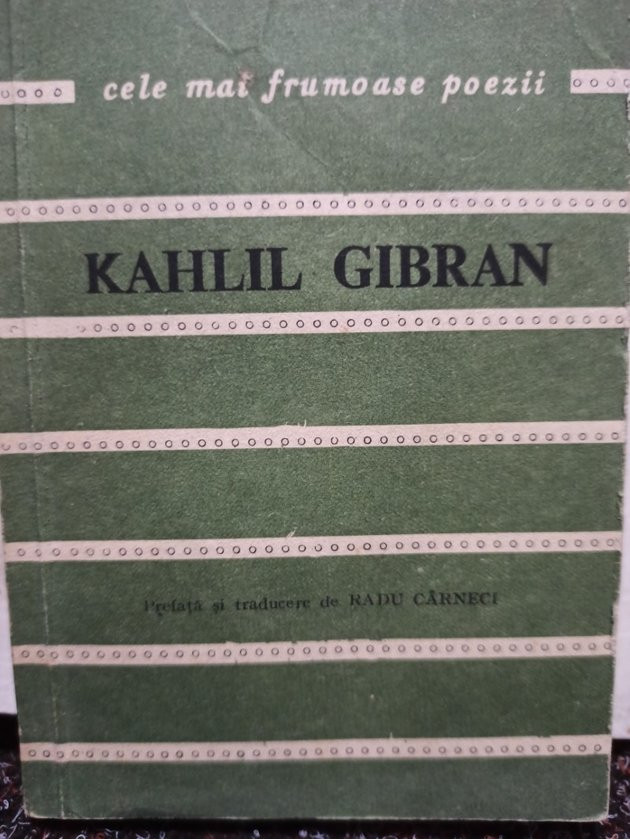 cele mai frumoase poezii
KAHLIL GIBRAN
Prefață și traducere de RADU CÂRNECI